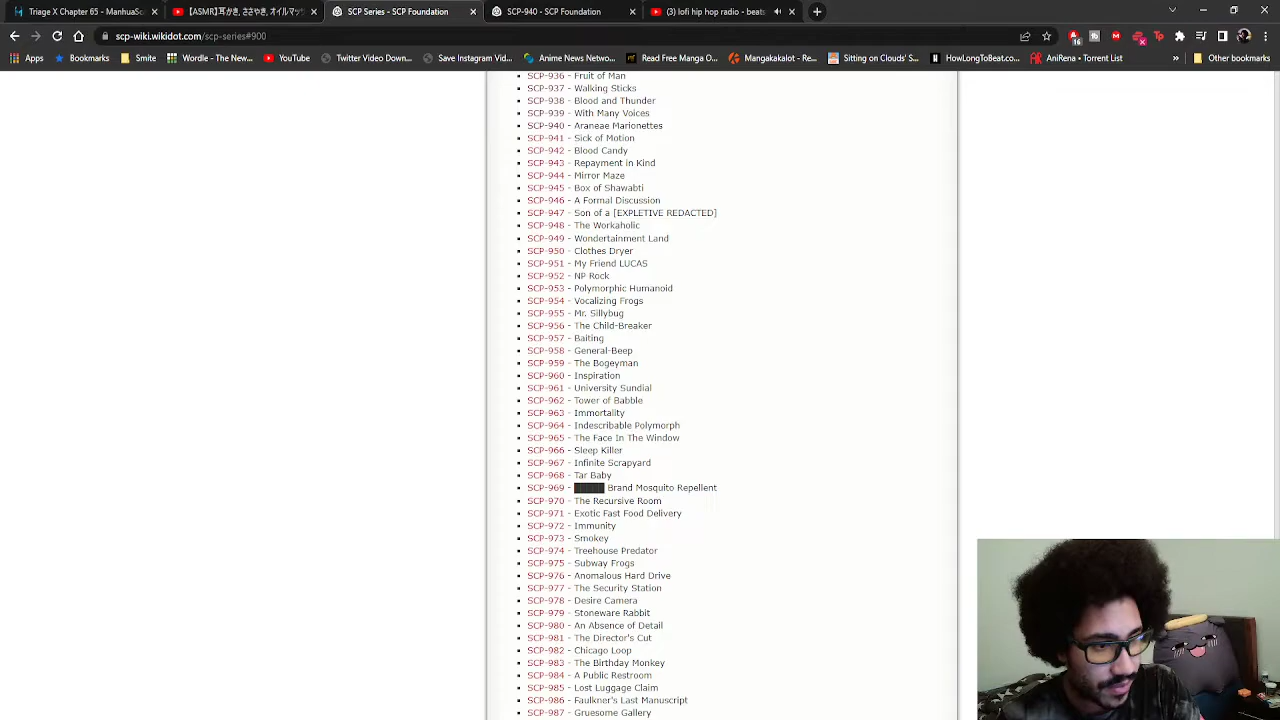 Triage X Chapter 65 - ManhuaSc
【ASMR】耳かき、ささやき、オイルマッ
SCP Series - SCP Foundation
SCP-940 - SCP Foundation
(3) lofi hip hop radio - beats
scp-wiki.wikidot.com/scp-series#900
16
Apps
Bookmarks
Smite
Wordle - The New...
YouTube
Twitter Video Down...
Save Instagram Vid...
Anime News Netwo...
Read Free Manga O...
Mangakakalot - Re...
Sitting on Clouds' S...
HowLongToBeat.co...
AniRena - Torrent List
»
Other bookmarks
SCP-936 - Fruit of Man
SCP-937 - Walking Sticks
SCP-938 - Blood and Thunder
SCP-939 - With Many Voices
SCP-940 - Araneae Marionettes
SCP-941 - Sick of Motion
SCP-942 - Blood Candy
SCP-943 - Repayment in Kind
SCP-944 - Mirror Maze
SCP-945 - Box of Shawabti
SCP-946 - A Formal Discussion
SCP-947 - Son of a [EXPLETIVE REDACTED]
SCP-948 - The Workaholic
SCP-949 - Wondertainment Land
SCP-950 - Clothes Dryer
SCP-951 - My Friend LUCAS
SCP-952 - NP Rock
SCP-953 - Polymorphic Humanoid
SCP-954 - Vocalizing Frogs
SCP-955 - Mr. Sillybug
SCP-956 - The Child-Breaker
SCP-957 - Baiting
SCP-958 - General-Beep
SCP-959 - The Bogeyman
SCP-960 - Inspiration
SCP-961 - University Sundial
SCP-962 - Tower of Babble
SCP-963 - Immortality
SCP-964 - Indescribable Polymorph
SCP-965 - The Face In The Window
SCP-966 - Sleep Killer
SCP-967 - Infinite Scrapyard
SCP-968 - Tar Baby
SCP-969 - █████ Brand Mosquito Repellent
SCP-970 - The Recursive Room
SCP-971 - Exotic Fast Food Delivery
SCP-972 - Immunity
SCP-973 - Smokey
SCP-974 - Treehouse Predator
SCP-975 - Subway Frogs
SCP-976 - Anomalous Hard Drive
SCP-977 - The Security Station
SCP-978 - Desire Camera
SCP-979 - Stoneware Rabbit
SCP-980 - An Absence of Detail
SCP-981 - The Director's Cut
SCP-982 - Chicago Loop
SCP-983 - The Birthday Monkey
SCP-984 - A Public Restroom
SCP-985 - Lost Luggage Claim
SCP-986 - Faulkner's Last Manuscript
SCP-987 - Gruesome Gallery